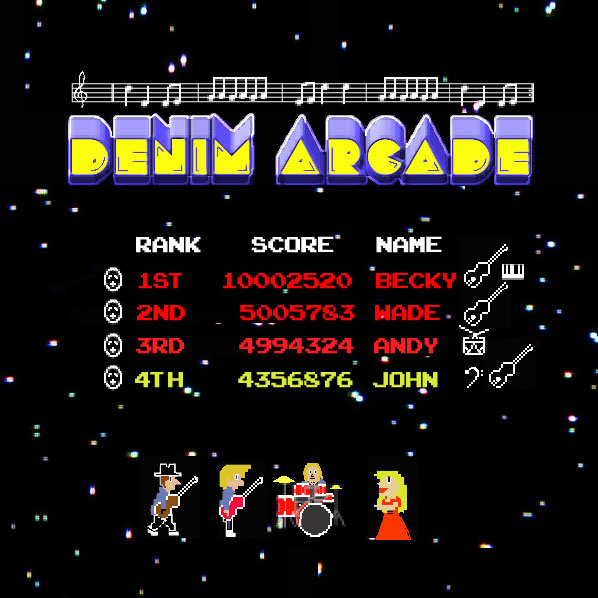 DENIM ARCADE
RANK SCORE NAME
1ST 10002520 BECKY
2ND 5005783 WADE
3RD 4994324 ANDY
4TH 4356876 JOHN